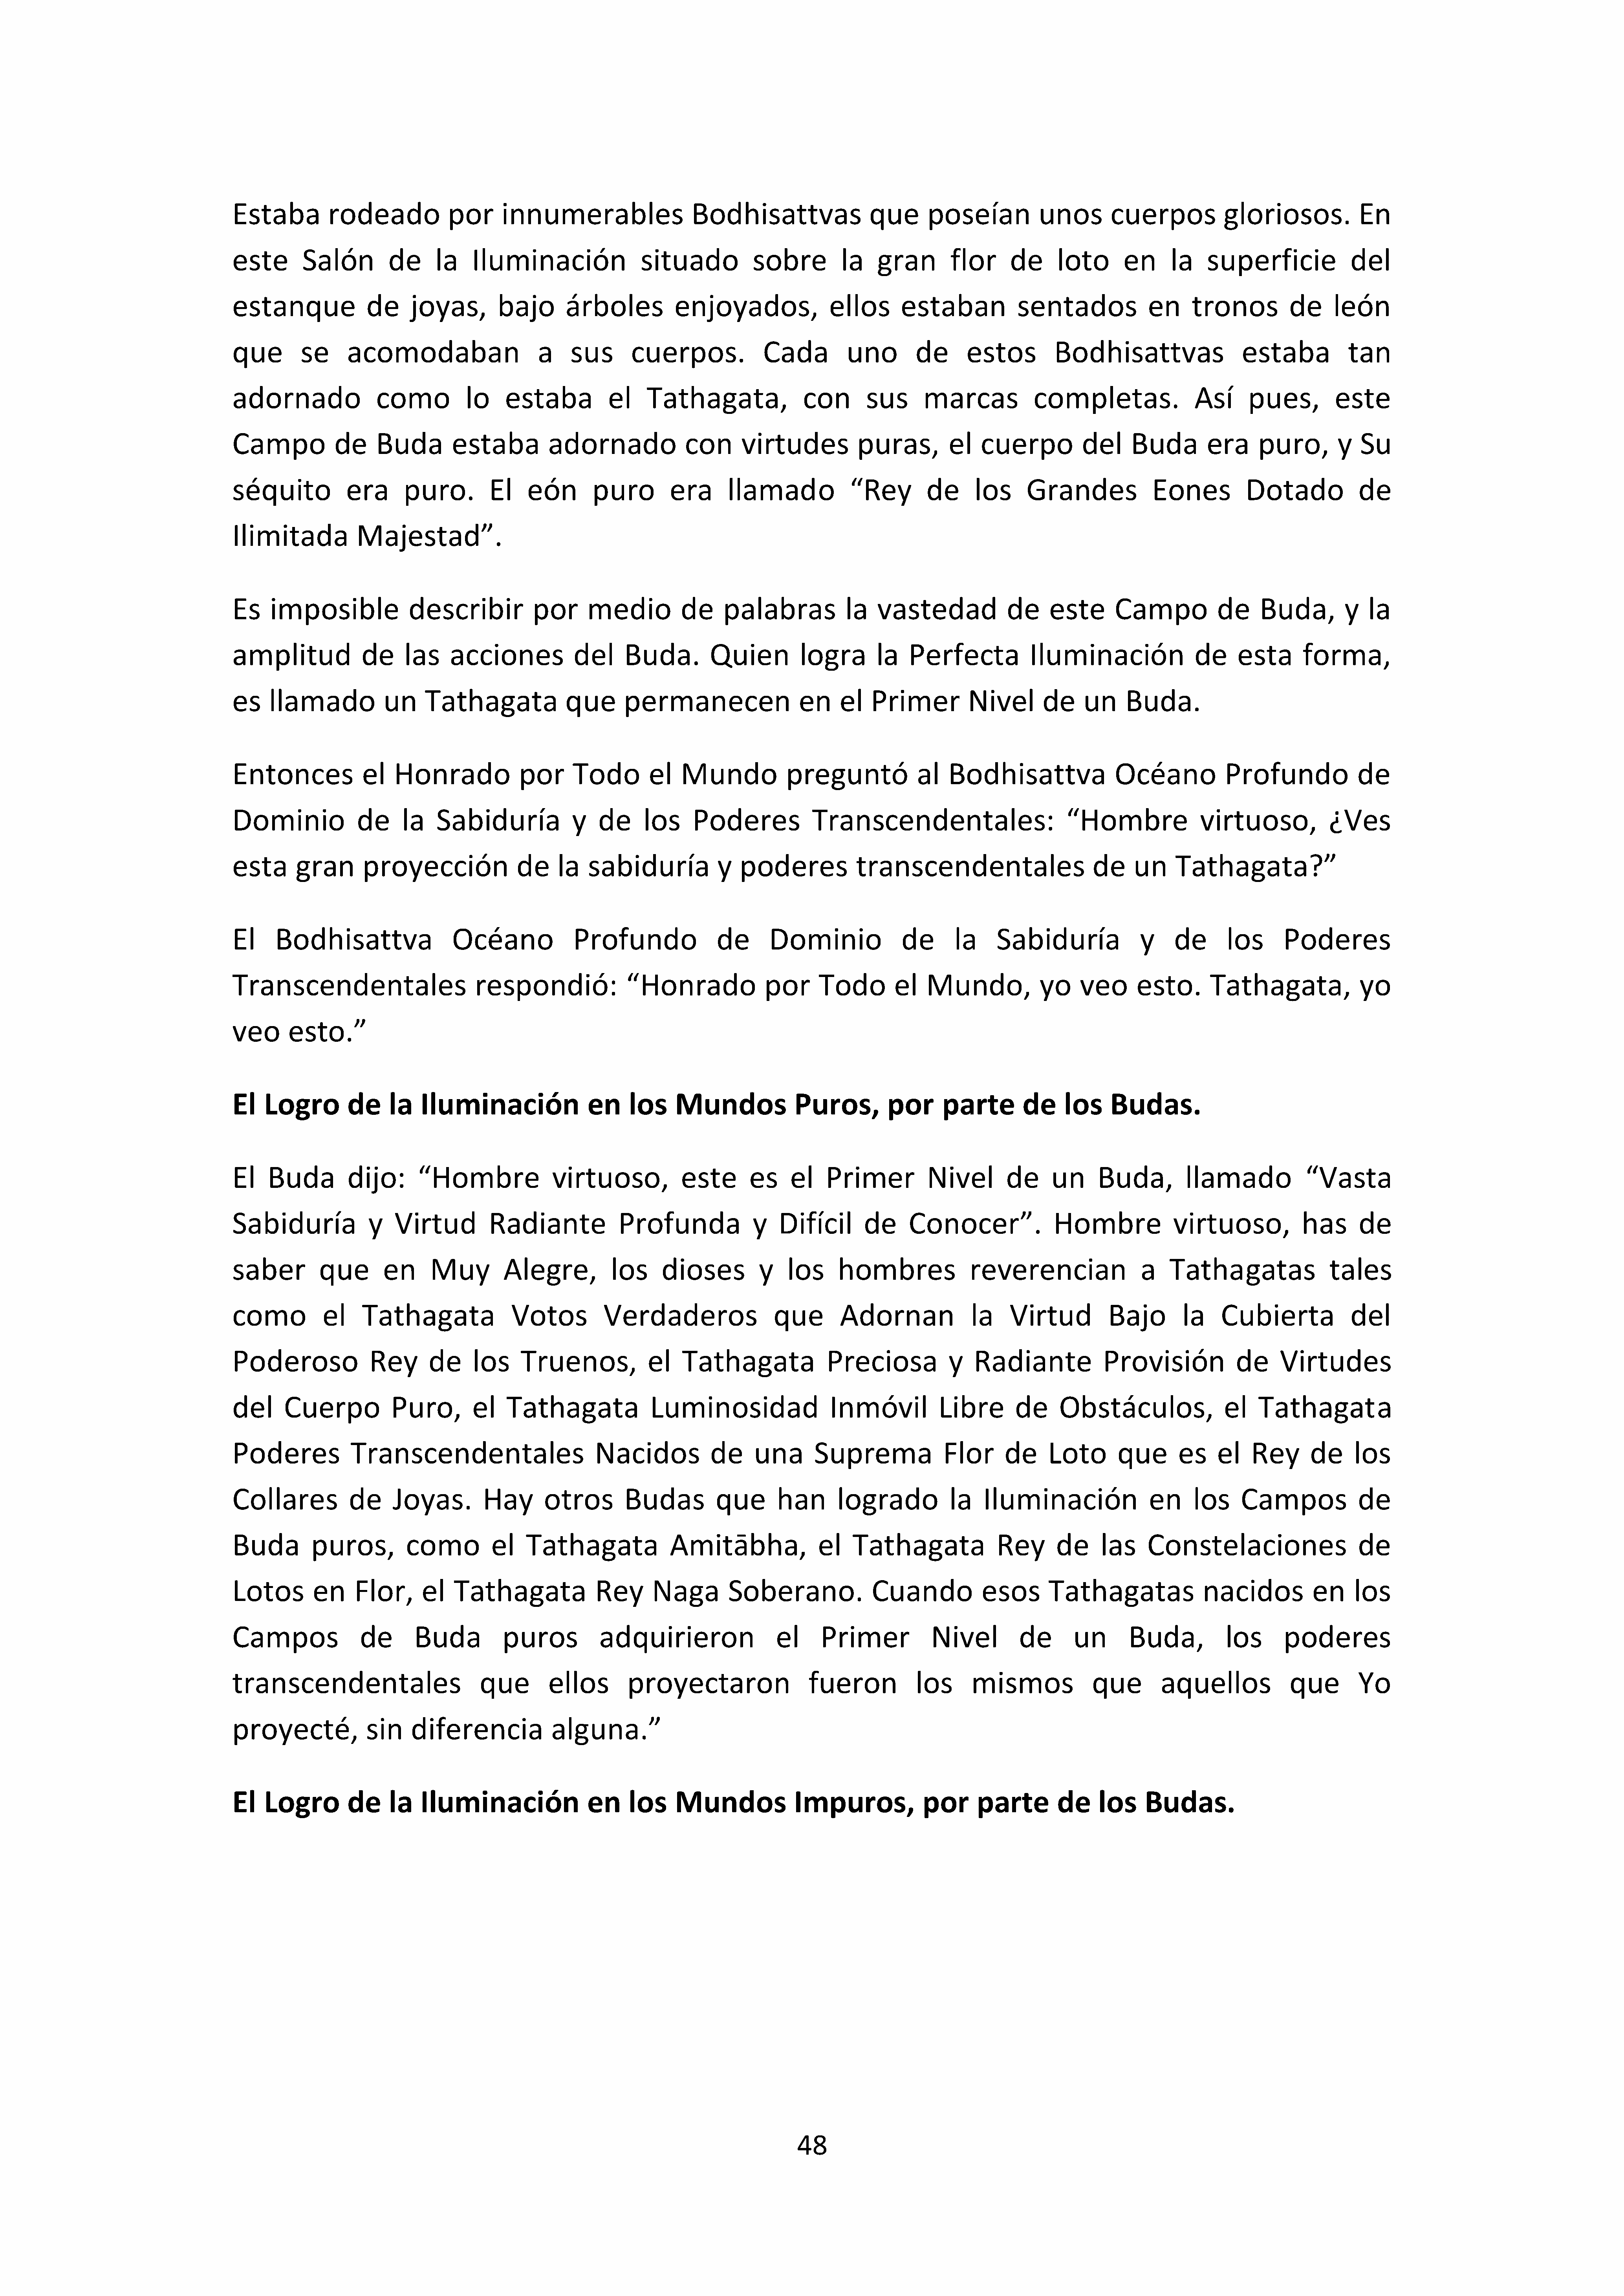 Estaba rodeado por innumerables Bodhisattvas que poseían unos cuerpos gloriosos. En
este Salón de la Iluminación situado sobre la gran flor de loto en la superficie del
estanque de joyas, bajo árboles enjoyados, ellos estaban sentados en tronos de león
que se acomodaban a sus cuerpos. Cada uno de estos Bodhisattvas estaba tan
adornado como lo estaba el Tathagata, con sus marcas completas. Así pues, este
Campo de Buda estaba adornado con virtudes puras, el cuerpo del Buda era puro, y Su
séquito era puro. El eón puro era llamado “Rey de los Grandes Eones Dotado de
Ilimitada Majestad”.
Es imposible describir por medio de palabras la vastedad de este Campo de Buda, y la
amplitud de las acciones del Buda. Quien logra la Perfecta Iluminación de esta forma,
es llamado un Tathagata que permanecen en el Primer Nivel de un Buda.
Entonces el Honrado por Todo el Mundo preguntó al Bodhisattva Océano Profundo de
Dominio de la Sabiduría y de los Poderes Transcendentales: “Hombre virtuoso, ¿Ves
esta gran proyección de la sabiduría y poderes transcendentales de un Tathagata?”
El Bodhisattva Océano Profundo de Dominio de la Sabiduría y de los Poderes
Transcendentales respondió: “Honrado por Todo el Mundo, yo veo esto. Tathagata, yo
veo esto.”
El Logro de la Iluminación en los Mundos Puros, por parte de los Budas.
El Buda dijo: “Hombre virtuoso, este es el Primer Nivel de un Buda, llamado “Vasta
Sabiduría y Virtud Radiante Profunda y Difícil de Conocer”. Hombre virtuoso, has de
saber que en Muy Alegre, los dioses y los hombres reverencian a Tathagatas tales
como el Tathagata Votos Verdaderos que Adornan la Virtud Bajo la Cubierta del
Poderoso Rey de los Truenos, el Tathagata Preciosa y Radiante Provisión de Virtudes
del Cuerpo Puro, el Tathagata Luminosidad Inmóvil Libre de Obstáculos, el Tathagata
Poderes Transcendentales Nacidos de una Suprema Flor de Loto que es el Rey de los
Collares de Joyas. Hay otros Budas que han logrado la Iluminación en los Campos de
Buda puros, como el Tathagata Amitābha, el Tathagata Rey de las Constelaciones de
Lotos en Flor, el Tathagata Rey Naga Soberano. Cuando esos Tathagatas nacidos en los
Campos de Buda puros adquirieron el Primer Nivel de un Buda, los poderes
transcendentales que ellos proyectaron fueron los mismos que aquellos que Yo
proyecté, sin diferencia alguna.”
El Logro de la Iluminación en los Mundos Impuros, por parte de los Budas.
48